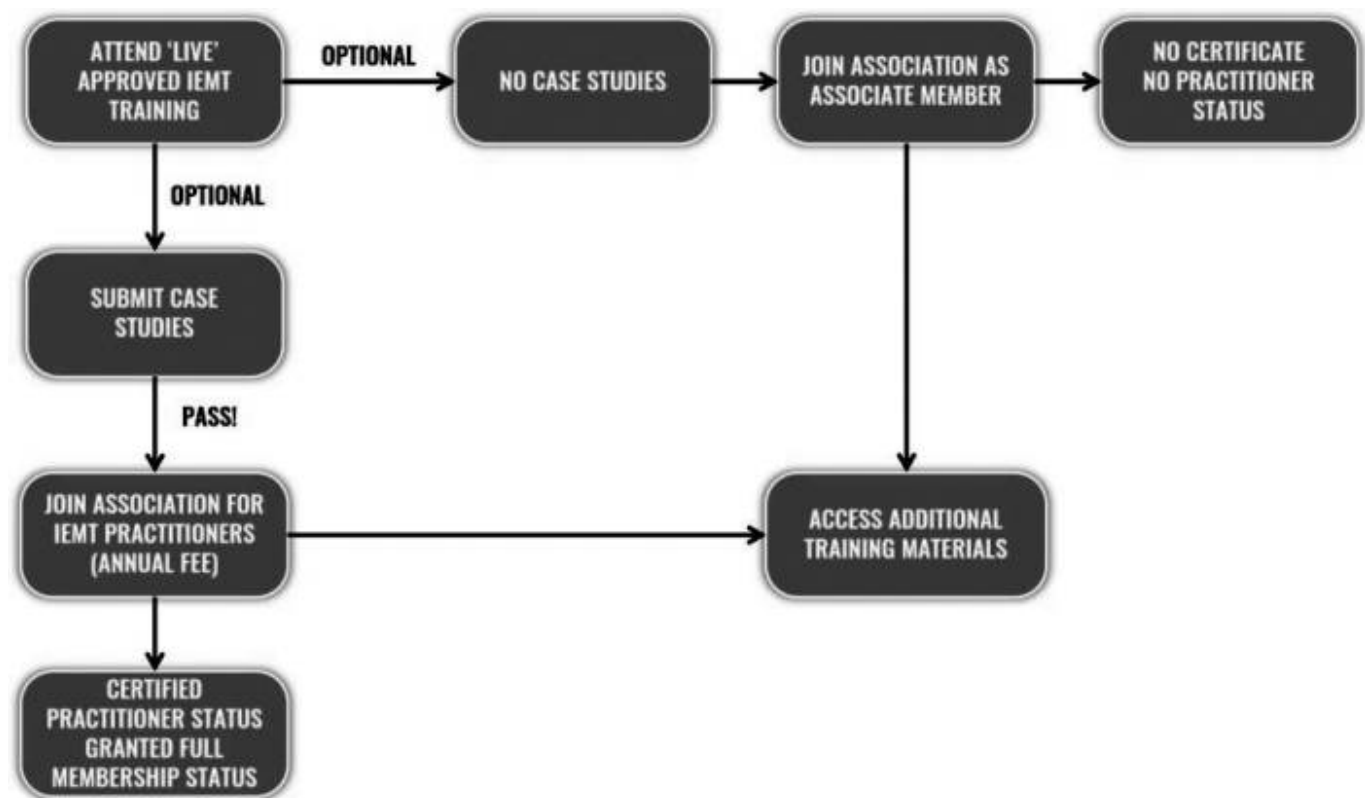 ATTEND ‘LIVE’
APPROVED IEMT
TRAINING
OPTIONAL
NO CASE STUDIES
JOIN ASSOCIATION AS
ASSOCIATE MEMBER
NO CERTIFICATE
NO PRACTITIONER
STATUS
OPTIONAL
SUBMIT CASE
STUDIES
PASS!
JOIN ASSOCIATION FOR
IEMT PRACTITIONERS
(ANNUAL FEE)
ACCESS ADDITIONAL
TRAINING MATERIALS
CERTIFIED
PRACTITIONER STATUS
GRANTED FULL
MEMBERSHIP STATUS